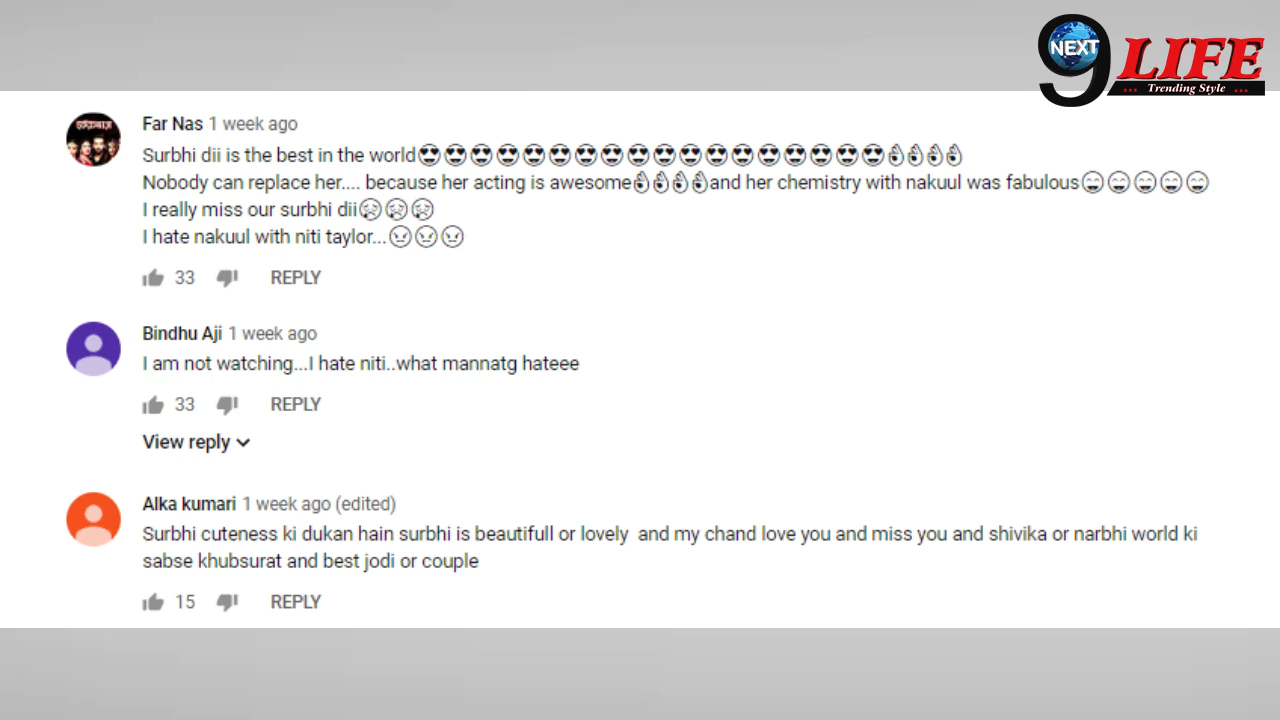 NEXT
9 LIFE
... Trending Style ...
Far Nas 1 week ago
Surbhi dii is the best in the world😍😍😍😍😍😍😍😍😍😍😍😍😍😍😍😍😍😍👌👌👌👌
Nobody can replace her.... because her acting is awesome👌👌👌👌and her chemistry with nakuul was fabulous😄😄😄😄😄
I really miss our surbhi dii😥😥😥
I hate nakuul with niti taylor...😠😠😠
33 REPLY
Bindhu Aji 1 week ago
I am not watching...I hate niti..what mannatg hateee
33 REPLY
View reply
Alka kumari 1 week ago (edited)
Surbhi cuteness ki dukan hain surbhi is beautifull or lovely and my chand love you and miss you and shivika or narbhi world ki
sabse khubsurat and best jodi or couple
15 REPLY